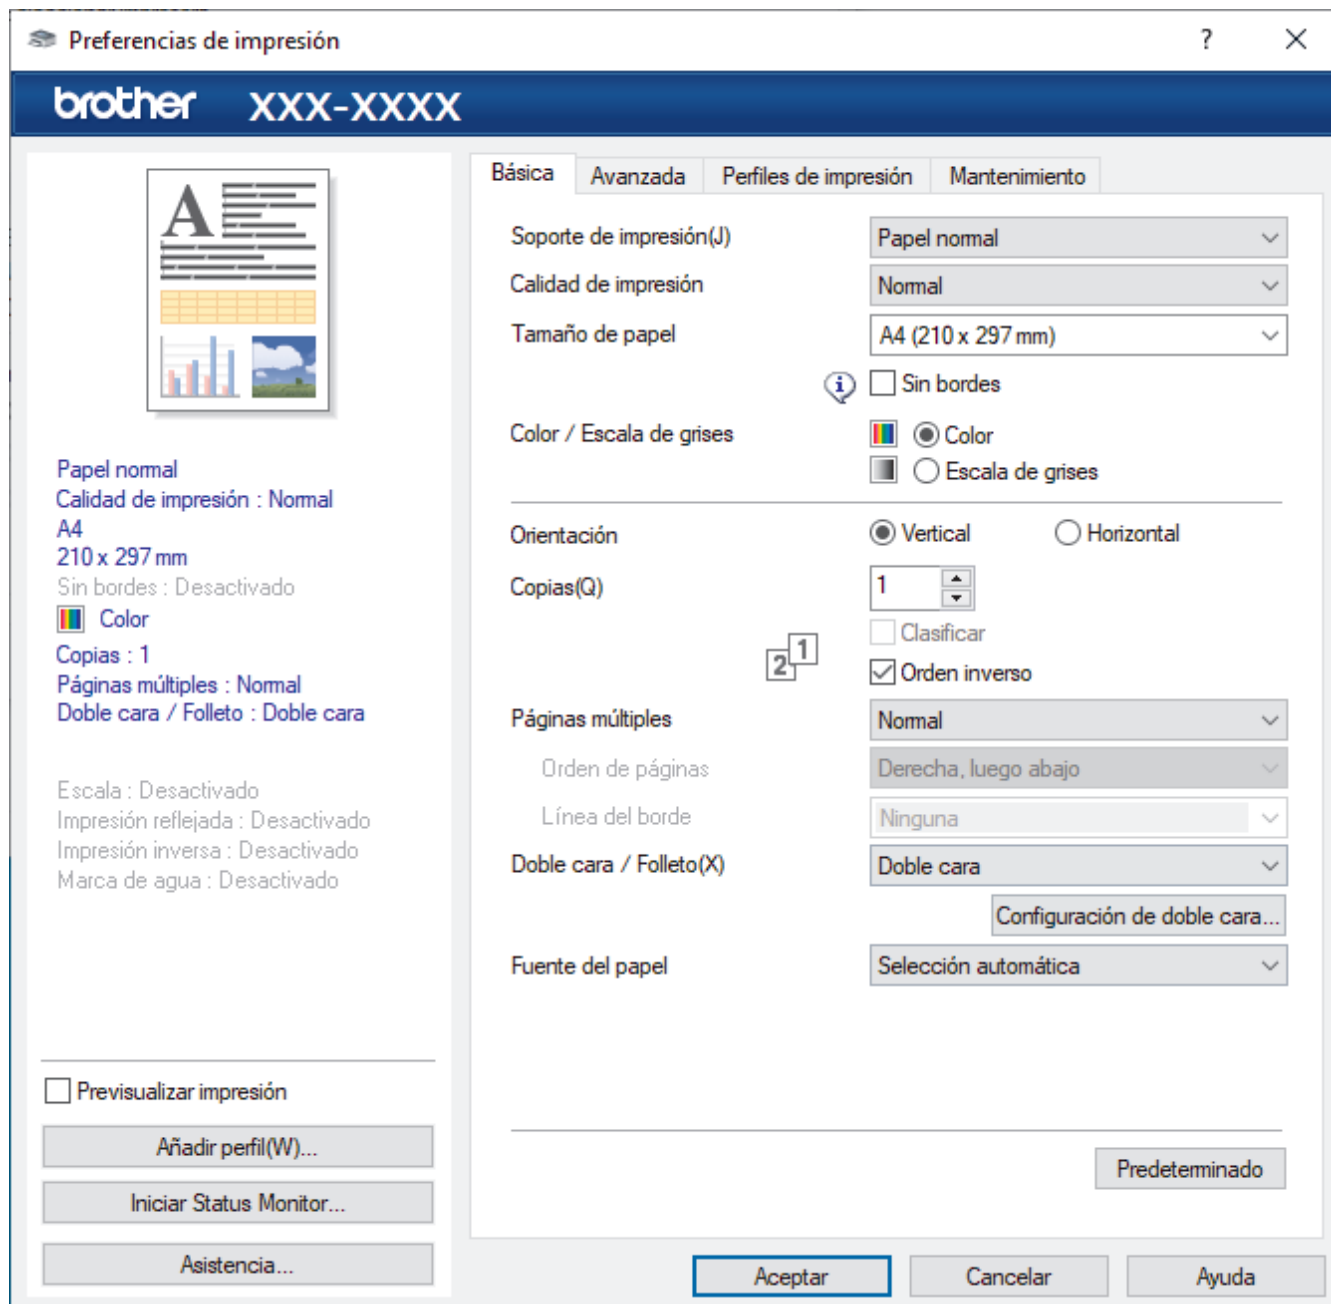 Preferencias de impresión
?
brother XXX-XXXX
A
Papel normal
Calidad de impresión : Normal
A4
210 x 297 mm
Sin bordes : Desactivado
Color
Copias : 1
Páginas múltiples : Normal
Doble cara / Folleto : Doble cara
Escala : Desactivado
Impresión reflejada : Desactivado
Impresión inversa : Desactivado
Marca de agua : Desactivado
Previsualizar impresión
Añadir perfil(W)...
Iniciar Status Monitor...
Asistencia...
Básica Avanzada Perfiles de impresión Mantenimiento
Soporte de impresión(J) Papel normal
Calidad de impresión Normal
Tamaño de papel A4 (210 x 297 mm)
Sin bordes
Color / Escala de grises Color
Escala de grises
Orientación Vertical Horizontal
Copias(Q) 1
Clasificar
2 1
Orden inverso
Páginas múltiples Normal
Orden de páginas Derecha, luego abajo
Línea del borde Ninguna
Doble cara / Folleto(X) Doble cara
Configuración de doble cara...
Fuente del papel Selección automática
Predeterminado
Aceptar Cancelar Ayuda